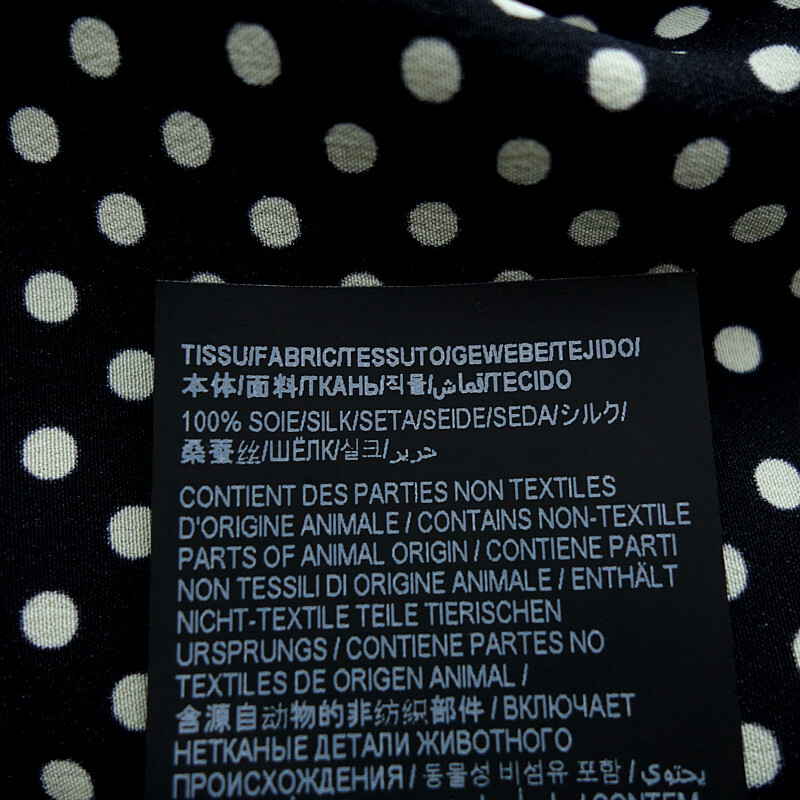 TISSU/FABRIC/TESSUTO/GEWEBE/TEJIDO/
本体/面料/ТКАНЬ/직물/قماش/TECIDO
100% SOIE/SILK/SETA/SEIDE/SEDA/シルク/
桑蚕丝/ШЁЛК/실크/حرير
CONTIENT DES PARTIES NON TEXTILES
D'ORIGINE ANIMALE / CONTAINS NON-TEXTILE
PARTS OF ANIMAL ORIGIN / CONTIENE PARTI
NON TESSILI DI ORIGINE ANIMALE / ENTHÄLT
NICHT-TEXTILE TEILE TIERISCHEN
URSPRUNGS / CONTIENE PARTES NO
TEXTILES DE ORIGEN ANIMAL /
含源自动物的非纺织部件 / ВКЛЮЧАЕТ
НЕТКАНЫЕ ДЕТАЛИ ЖИВОТНОГО
ПРОИСХОЖДЕНИЯ / 동물성 비섬유 포함 / يحتوي
/ CONTEM